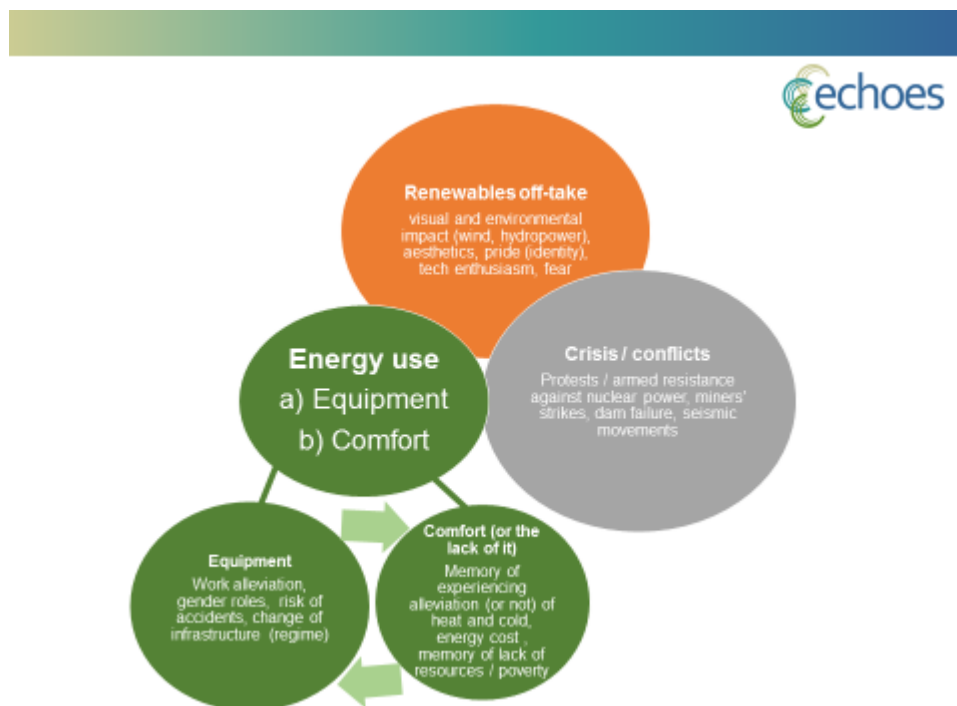 echoes
Renewables off-take
visual and environmental
impact (wind, hydropower),
aesthetics, pride (identity),
tech enthusiasm, fear
Crisis / conflicts
Protests / armed resistance
against nuclear power, miners'
strikes, dam failure, seismic
movements
Energy use
a) Equipment
b) Comfort
Equipment
Work alleviation,
gender roles, risk of
accidents, change of
infrastructure (regime)
Comfort (or the
lack of it)
Memory of
experiencing
alleviation (or not) of
heat and cold,
energy cost ,
memory of lack of
resources / poverty